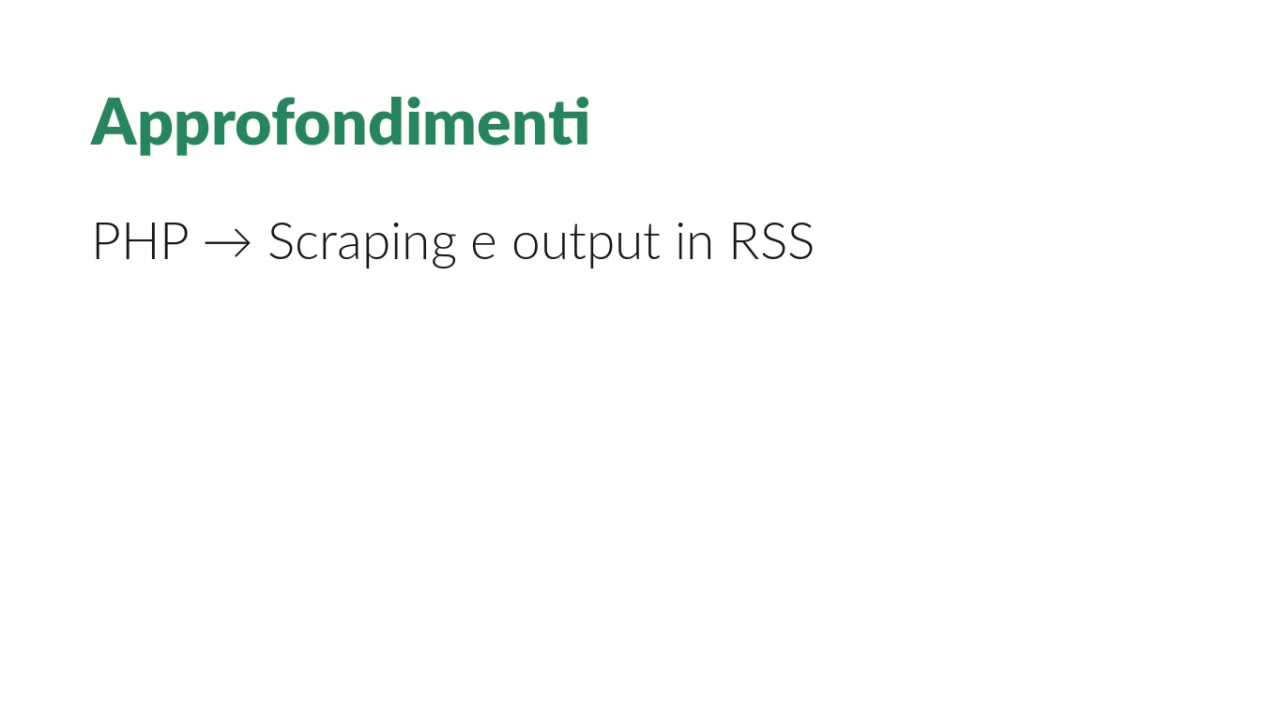 Approfondimenti
PHP → Scraping e output in RSS